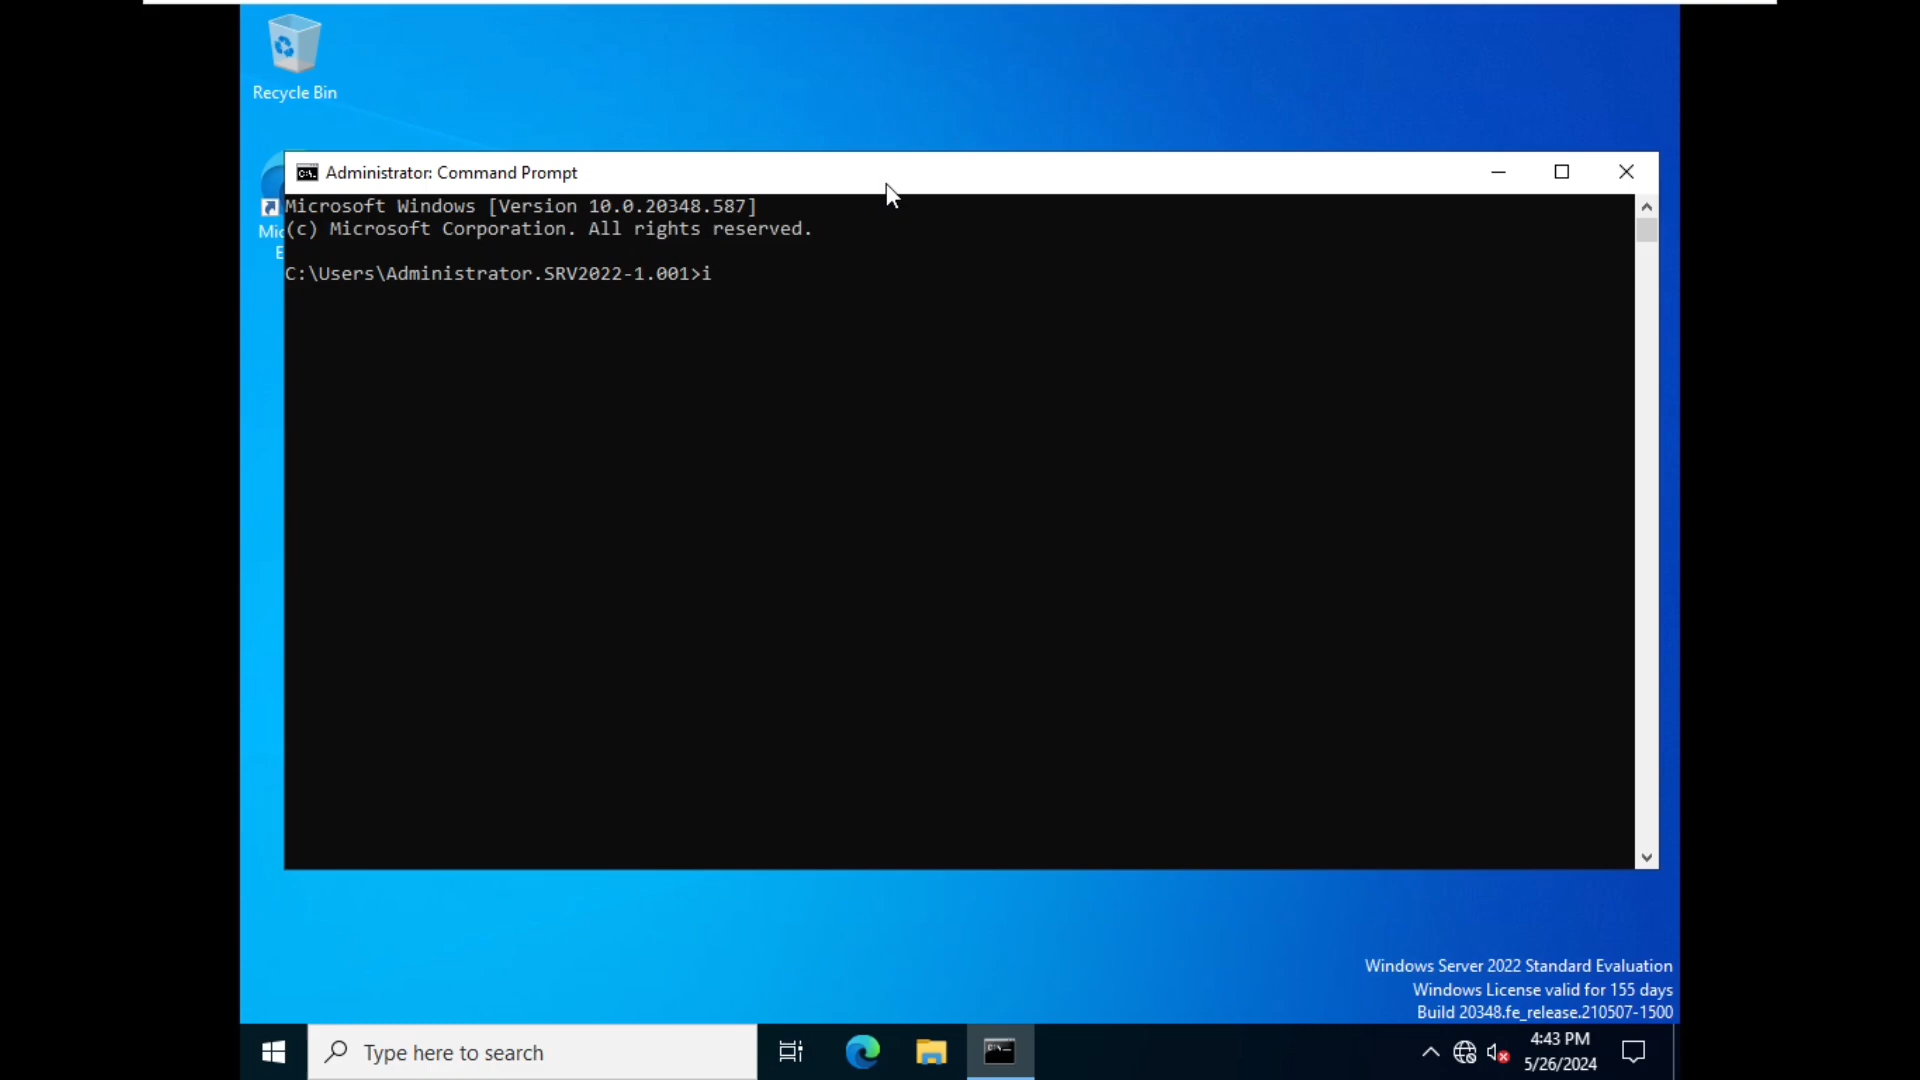 Recycle Bin
Administrator: Command Prompt
Microsoft Windows [Version 10.0.20348.587]
(c) Microsoft Corporation. All rights reserved.
C:\Users\Administrator.SRV2022-1.001>i
Mic
E
Windows Server 2022 Standard Evaluation
Windows License valid for 155 days
Build 20348.fe_release.210507-1500
Type here to search
4:43 PM
5/26/2024